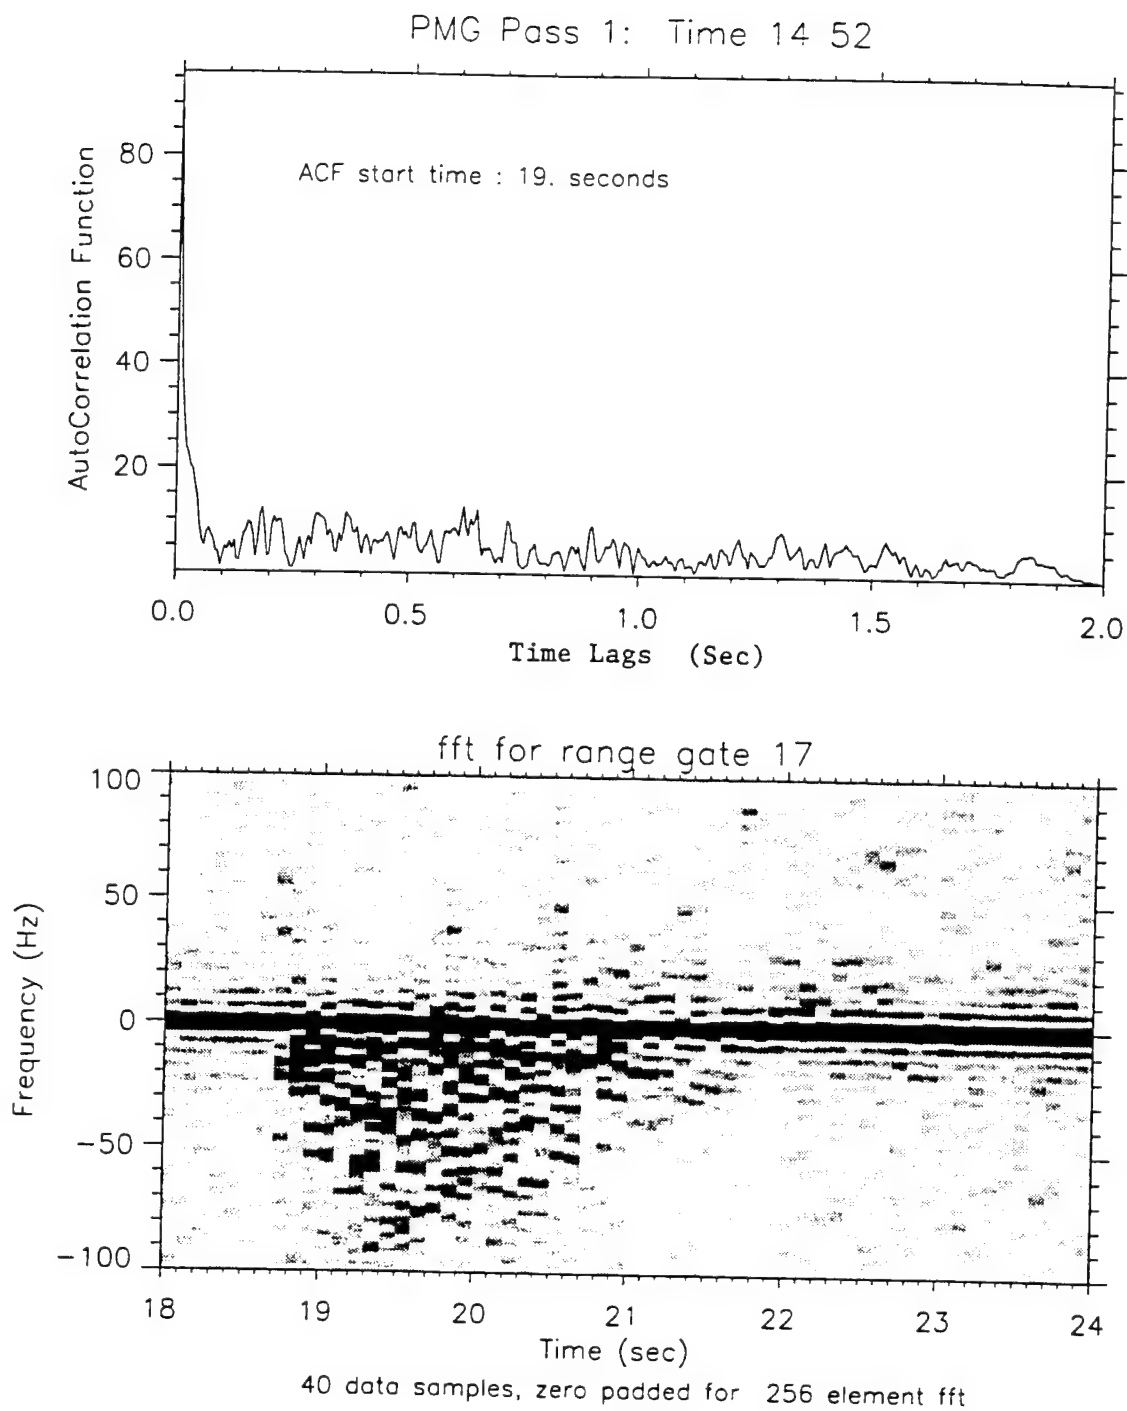 PMG Pass 1: Time 14 52
80
60
40
20
AutoCorrelation Function
ACF start time : 19. seconds
0.0 0.5 1.0 1.5 2.0
Time Lags (Sec)
fft for range gate 17
100
50
0
-50
-100
Frequency (Hz)
18 19 20 21 22 23 24
Time (sec)
40 data samples, zero padded for 256 element fft